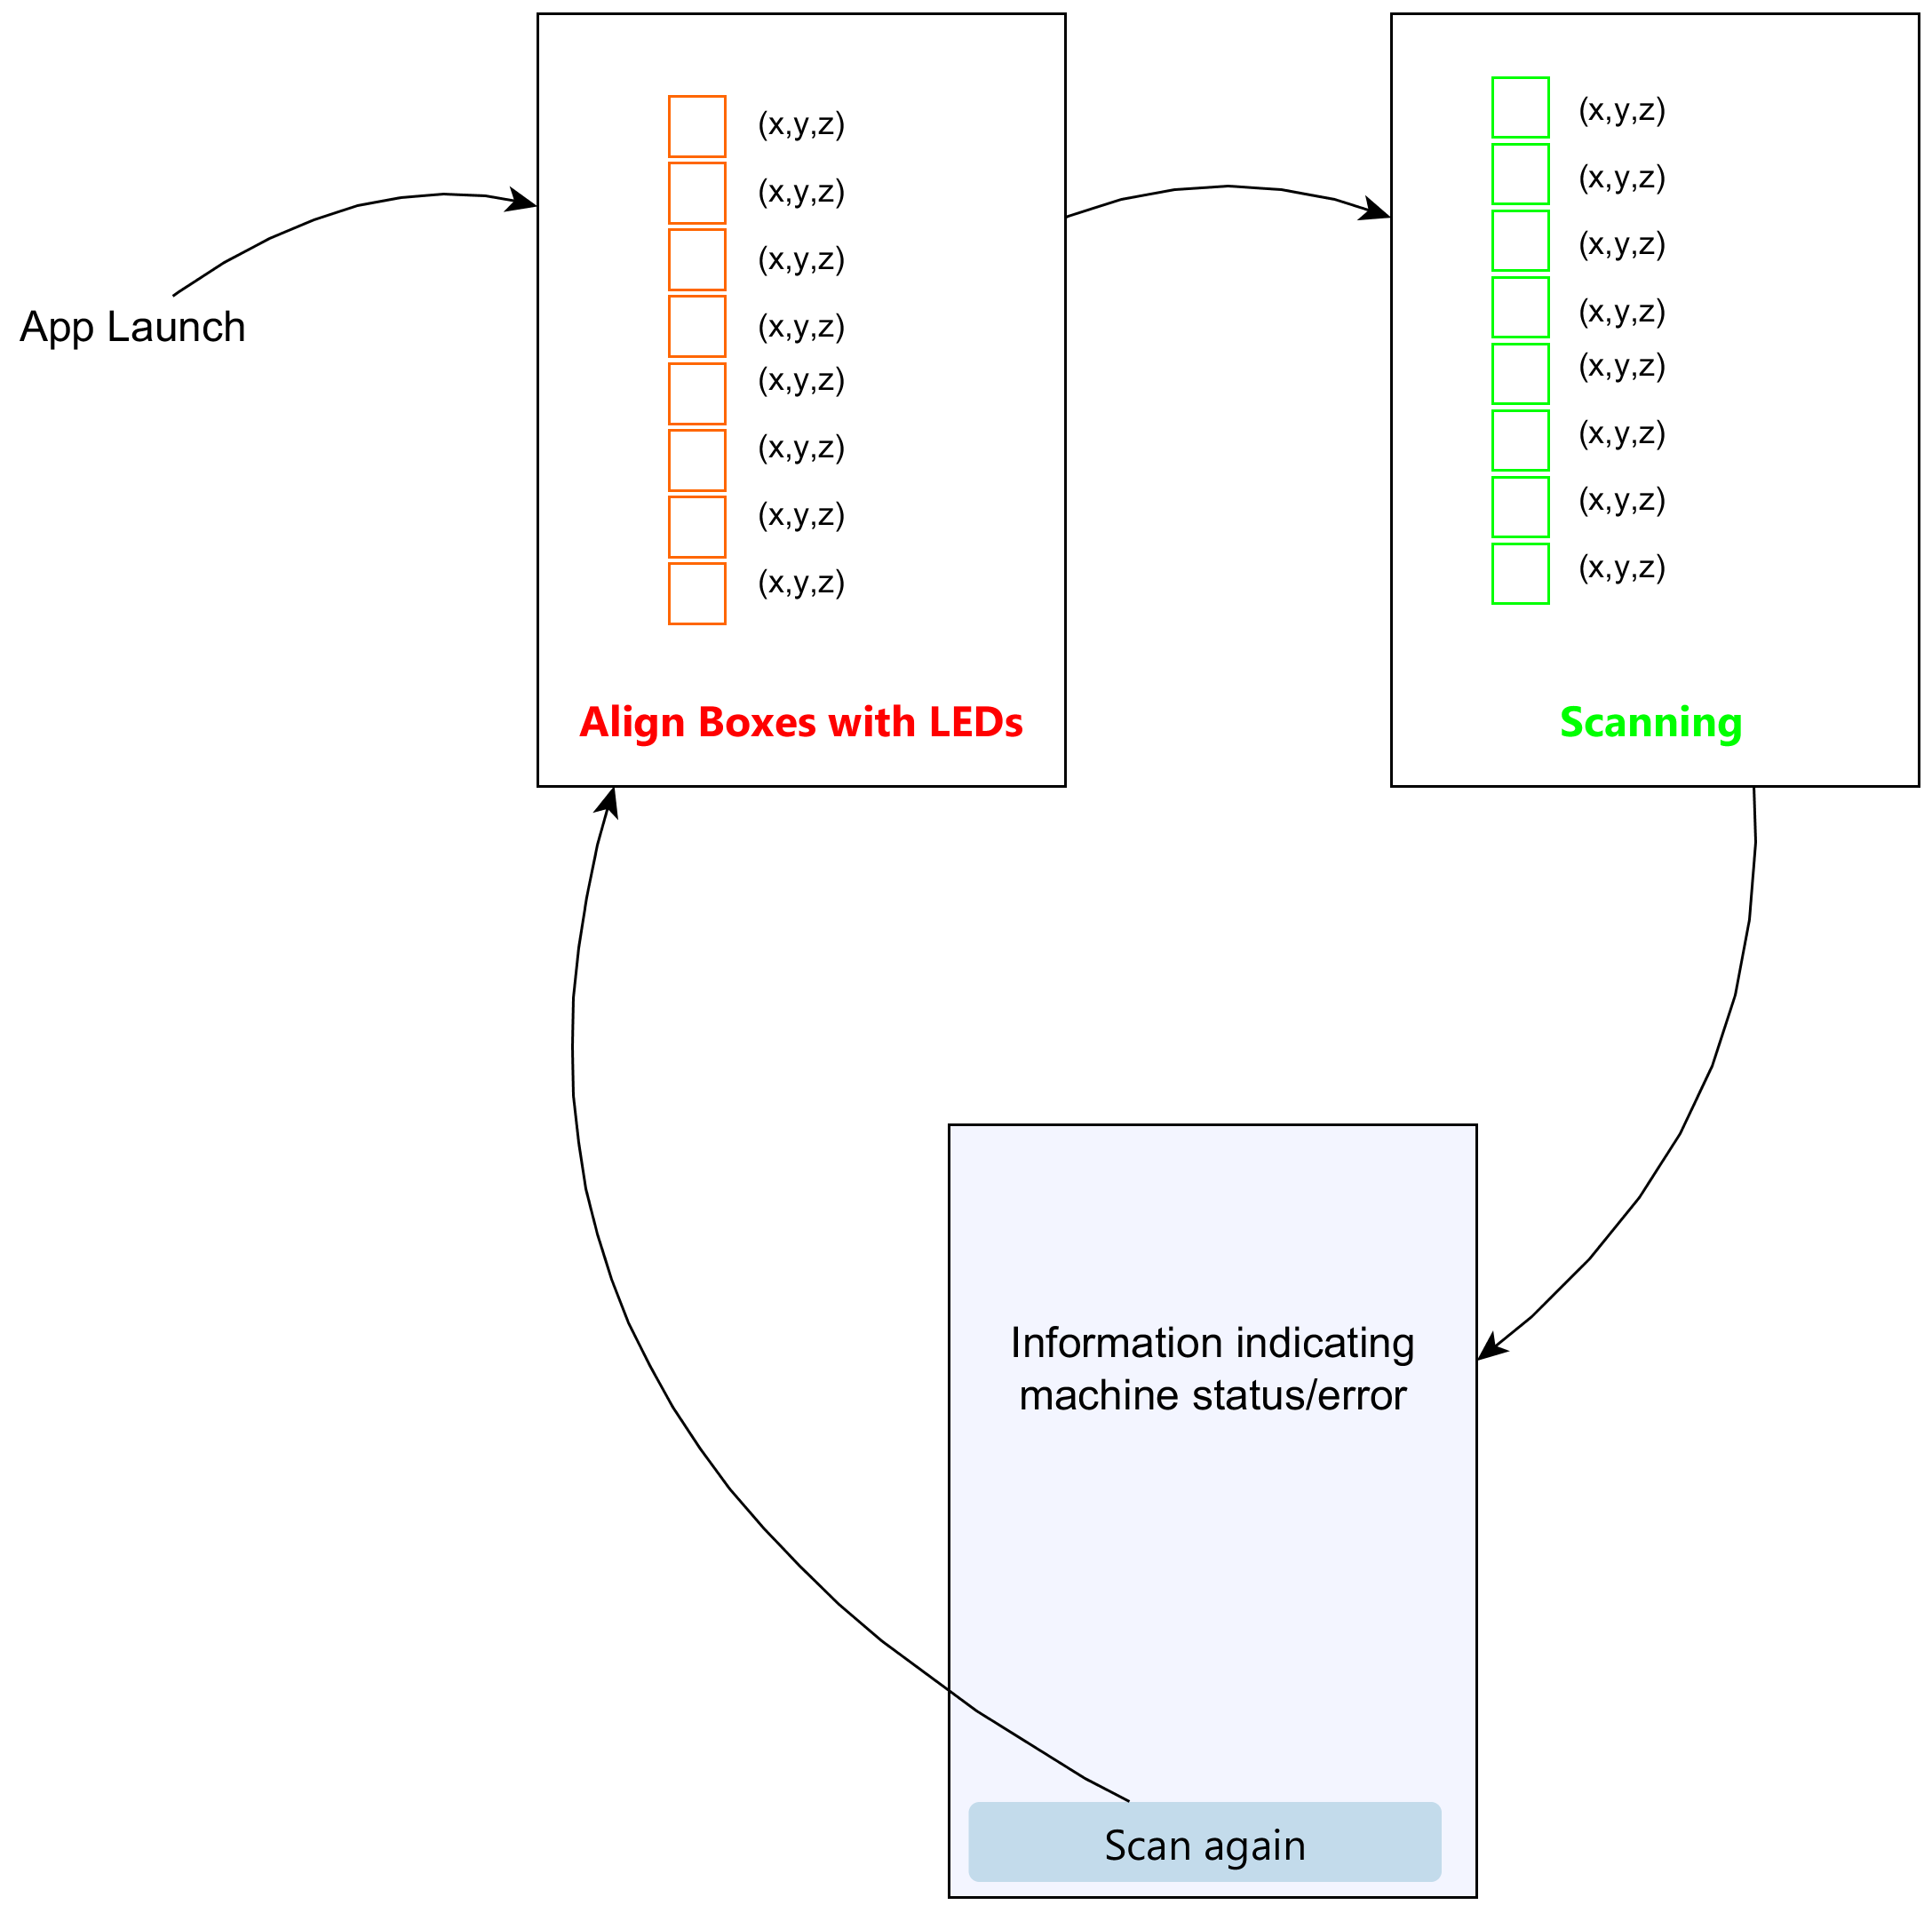 App Launch
(x,y,z)
(x,y,z)
(x,y,z)
(x,y,z)
(x,y,z)
(x,y,z)
(x,y,z)
(x,y,z)
Align Boxes with LEDs
(x,y,z)
(x,y,z)
(x,y,z)
(x,y,z)
(x,y,z)
(x,y,z)
(x,y,z)
(x,y,z)
Scanning
Information indicating
machine status/error
Scan again